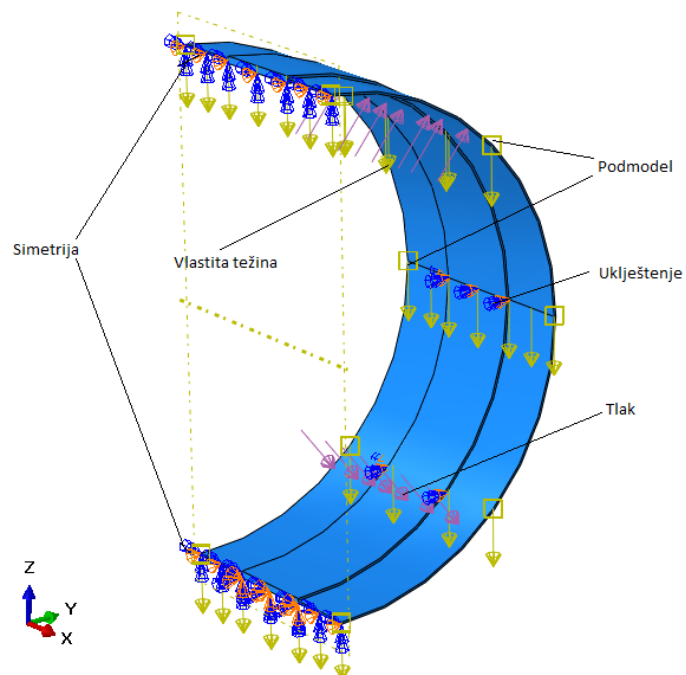 Podmodel
Simetrija
Vlastita težina
Uklještenje
Tlak
Z
Y
X